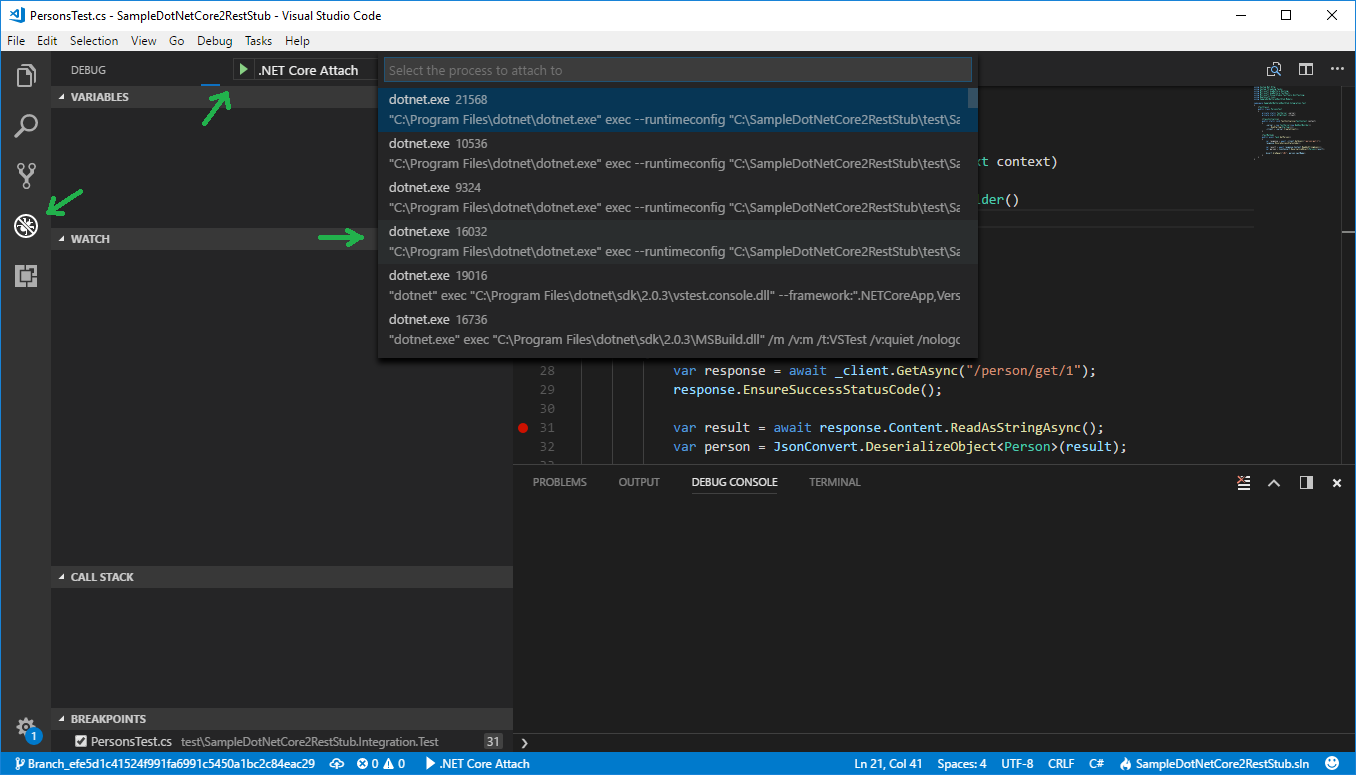 PersonsTest.cs - SampleDotNetCore2RestStub - Visual Studio Code
File Edit Selection View Go Debug Tasks Help
DEBUG
.NET Core Attach
Select the process to attach to
VARIABLES
dotnet.exe 21568
"C:\Program Files\dotnet\dotnet.exe" exec --runtimeconfig "C:\SampleDotNetCore2RestStub\test\Sa
dotnet.exe 10536
"C:\Program Files\dotnet\dotnet.exe" exec --runtimeconfig "C:\SampleDotNetCore2RestStub\test\Sa
dotnet.exe 9324
"C:\Program Files\dotnet\dotnet.exe" exec --runtimeconfig "C:\SampleDotNetCore2RestStub\test\Sa
dotnet.exe 16032
"C:\Program Files\dotnet\dotnet.exe" exec --runtimeconfig "C:\SampleDotNetCore2RestStub\test\Sa
dotnet.exe 19016
"dotnet" exec "C:\Program Files\dotnet\sdk\2.0.3\vstest.console.dll" --framework:".NETCoreApp,Vers
dotnet.exe 16736
"dotnet.exe" exec "C:\Program Files\dotnet\sdk\2.0.3\MSBuild.dll" /m /v:m /t:VSTest /v:quiet /nologo
xt context)
lder()
WATCH
28 var response = await _client.GetAsync("/person/get/1");
29 response.EnsureSuccessStatusCode();
30
31 var result = await response.Content.ReadAsStringAsync();
32 var person = JsonConvert.DeserializeObject<Person>(result);
PROBLEMS OUTPUT DEBUG CONSOLE TERMINAL
CALL STACK
BREAKPOINTS
PersonsTest.cs test\SampleDotNetCore2RestStub.Integration.Test 31
1
Branch_efe5d1c41524f991fa6991c5450a1bc2c84eac29 0 0 .NET Core Attach Ln 21, Col 41 Spaces: 4 UTF-8 CRLF C# SampleDotNetCore2RestStub.sln